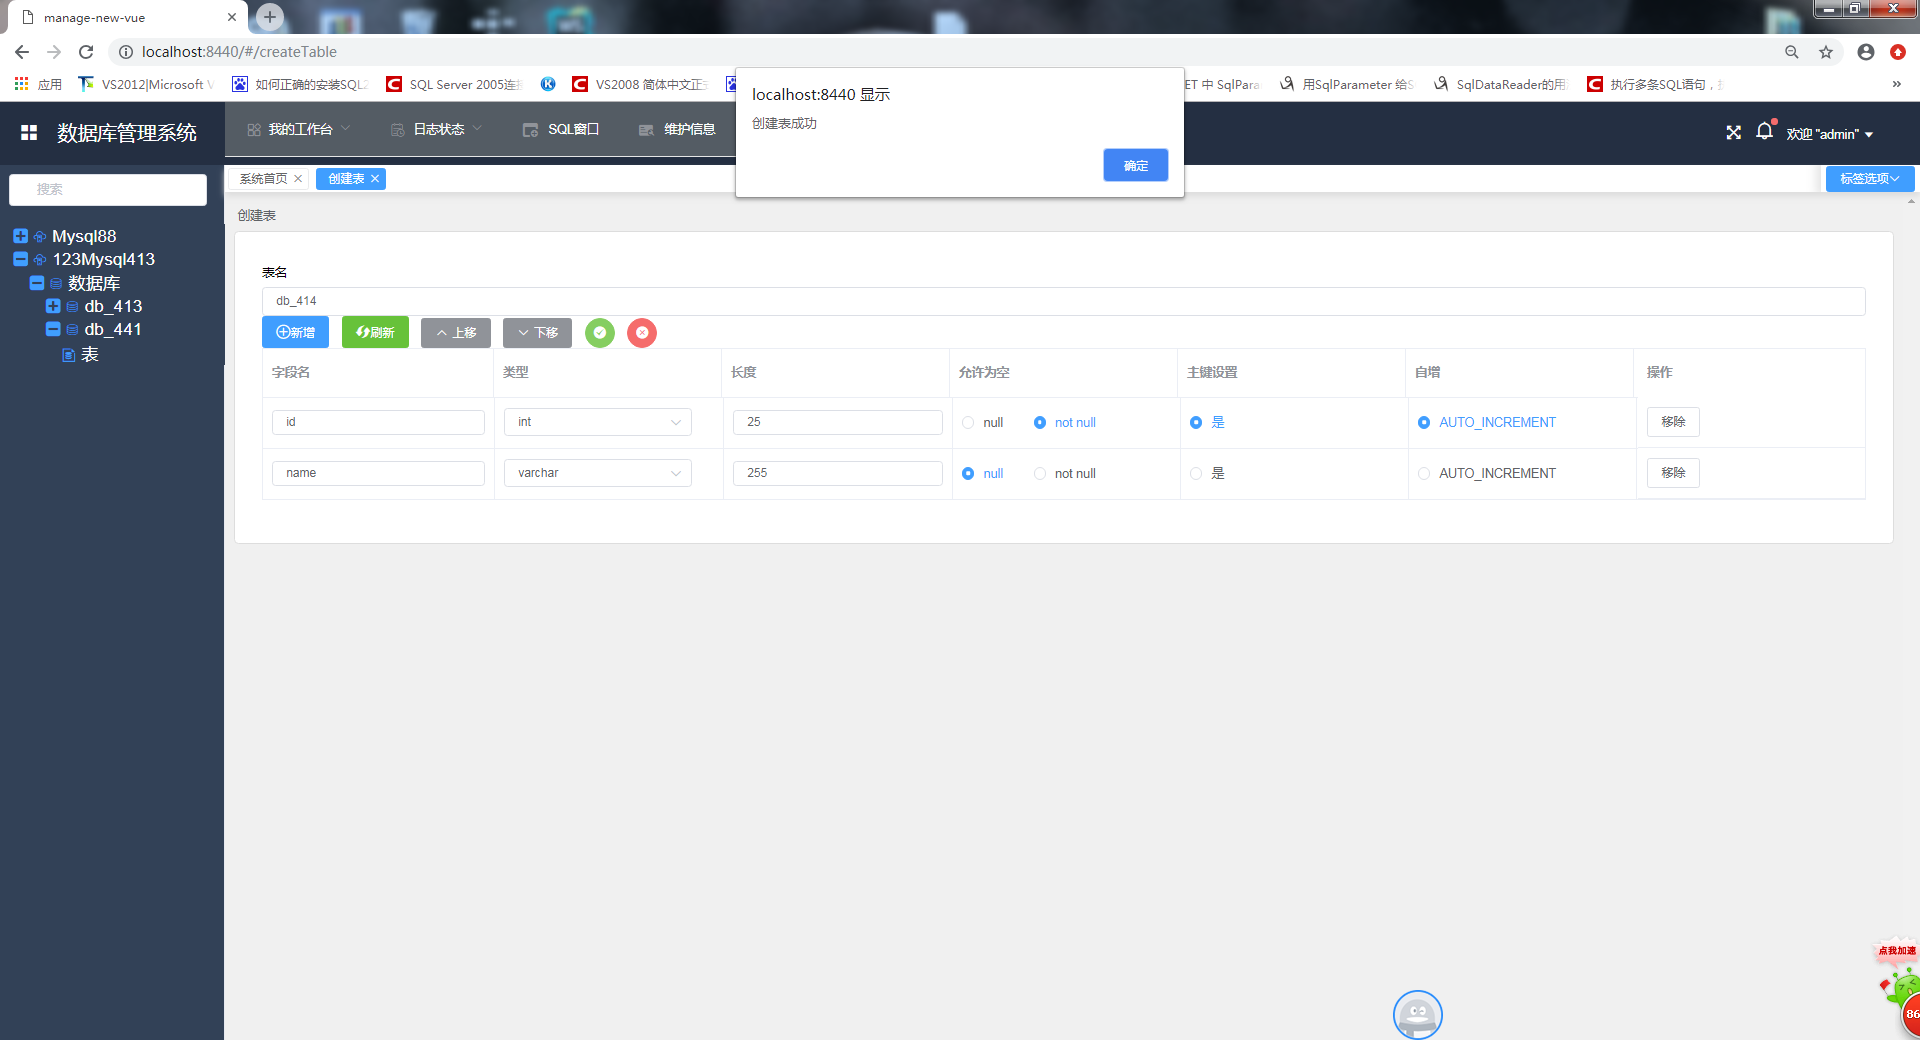 manage-new-vue
localhost:8440/#/createTable
应用
VS2012|Microsoft V
如何正确的安装SQL2
SQL Server 2005连接
VS2008 简体中文正式
ET 中 SqlPara
用SqlParameter 给S
SqlDataReader的用
执行多条SQL语句，
»
localhost:8440 显示
创建表成功
确定
数据库管理系统
我的工作台
日志状态
SQL窗口
维护信息
欢迎 "admin"
搜索
系统首页
创建表
标签选项
Mysql88
123Mysql413
数据库
db_413
db_441
表
创建表
表名
db_414
新增
刷新
上移
下移
字段名 类型 长度 允许为空 主键设置 自增 操作
id int 25 null not null 是 AUTO_INCREMENT 移除
name varchar 255 null not null 是 AUTO_INCREMENT 移除
点我加速
86